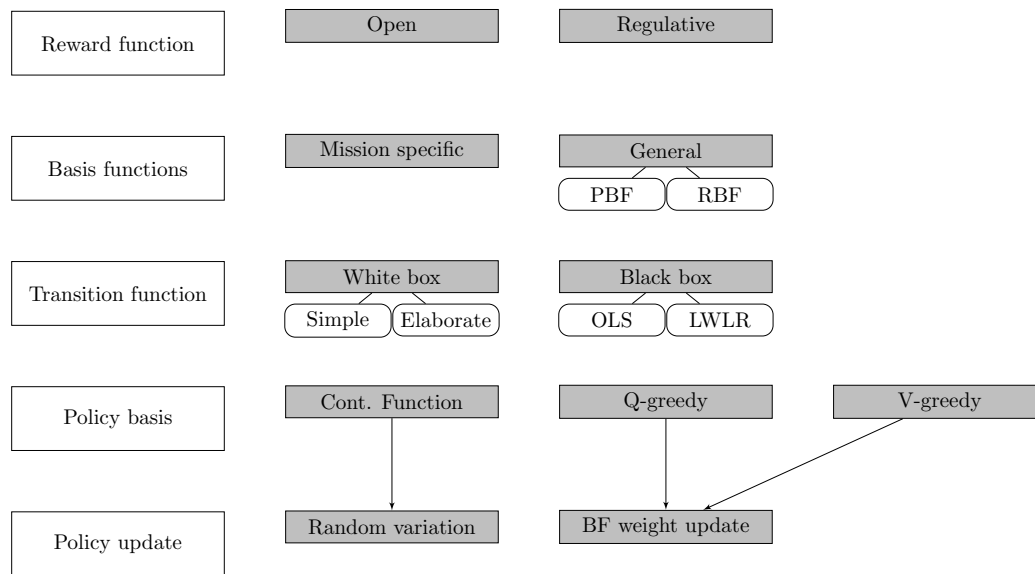 Reward function
Open
Regulative
Basis functions
Mission specific
General
PBF
RBF
Transition function
White box
Black box
Simple
Elaborate
OLS
LWLR
Policy basis
Cont. Function
Q-greedy
V-greedy
Policy update
Random variation
BF weight update